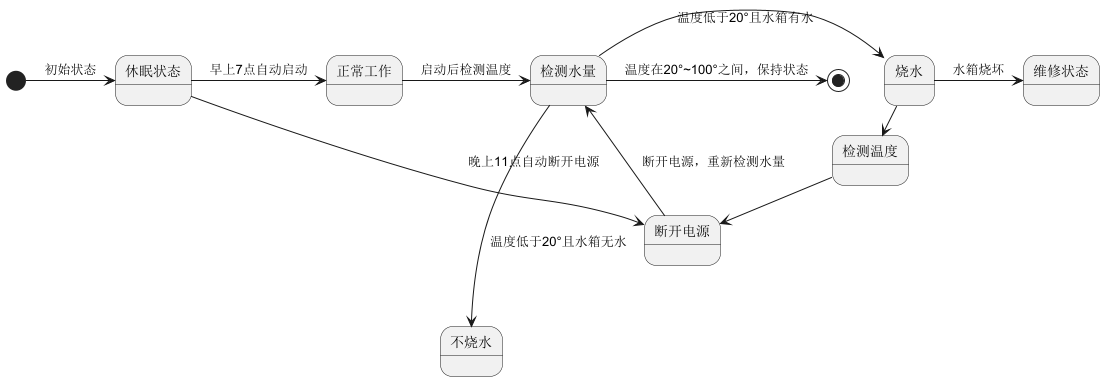 温度低于20°且水箱有水
初始状态
休眠状态
早上7点自动启动
正常工作
启动后检测温度
检测水量
温度在20°~100°之间，保持状态
烧水
水箱烧坏
维修状态
检测温度
晚上11点自动断开电源
断开电源，重新检测水量
断开电源
温度低于20°且水箱无水
不烧水